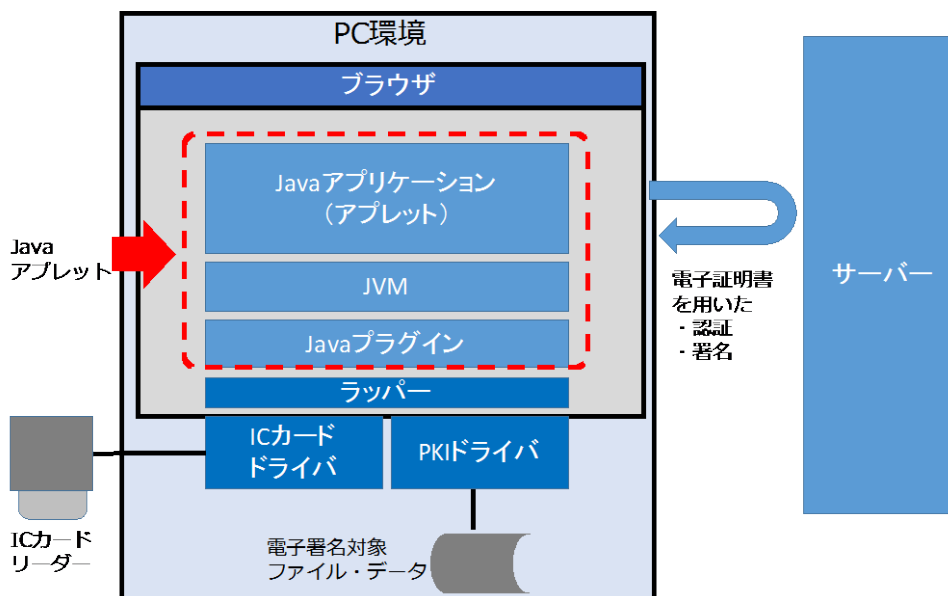 PC環境
ブラウザ
Javaアプリケーション
（アプレット）
JVM
Javaプラグイン
ラッパー
ICカード
ドライバ
PKIドライバ
電子署名対象
ファイル・データ
Java
アプレット
ICカード
リーダー
電子証明書
を用いた
・認証
・署名
サーバー